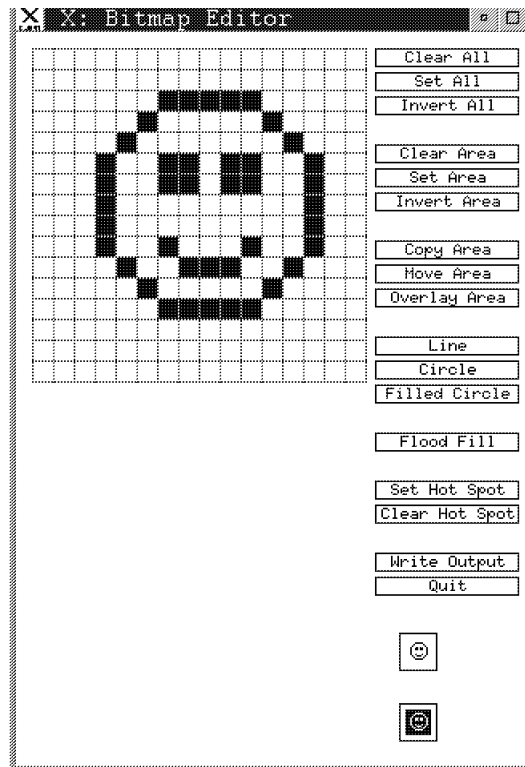 X: Bitmap Editor
Clear All
Set All
Invert All
Clear Area
Set Area
Invert Area
Copy Area
Move Area
Overlay Area
Line
Circle
Filled Circle
Flood Fill
Set Hot Spot
Clear Hot Spot
Write Output
Quit